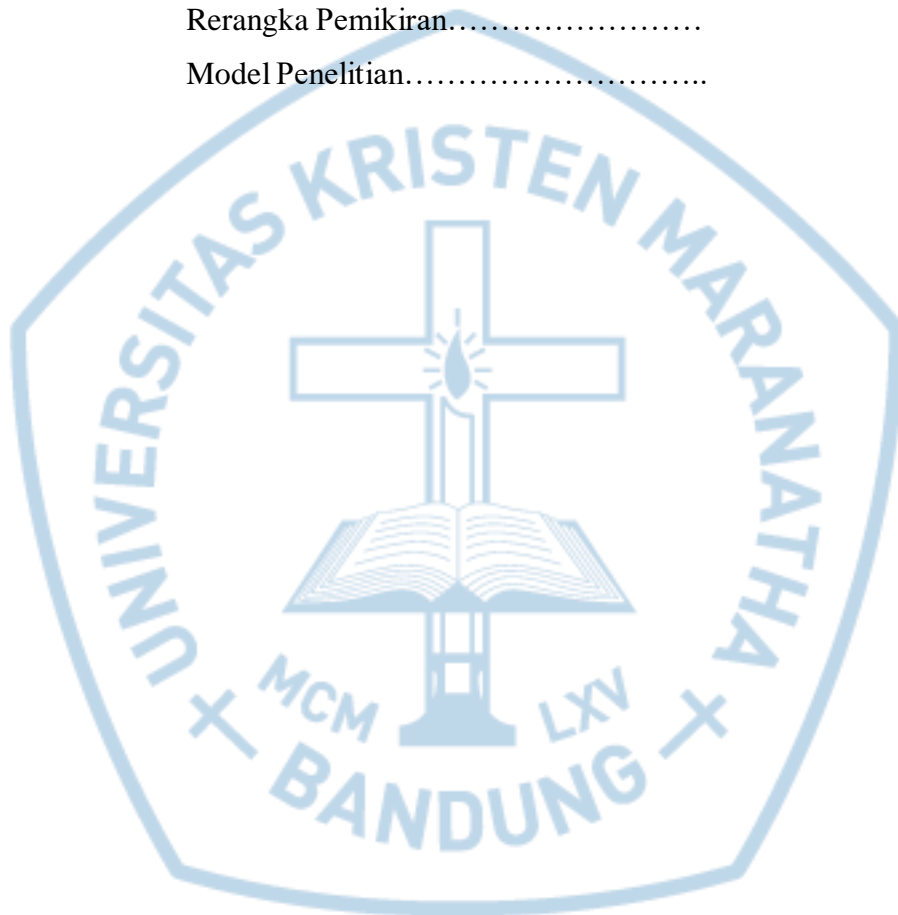 Rerangka Pemikiran……………………
Model Penelitian………………………..
UNIVERSITAS KRISTEN MARANATHA
MCM LXV
BANDUNG